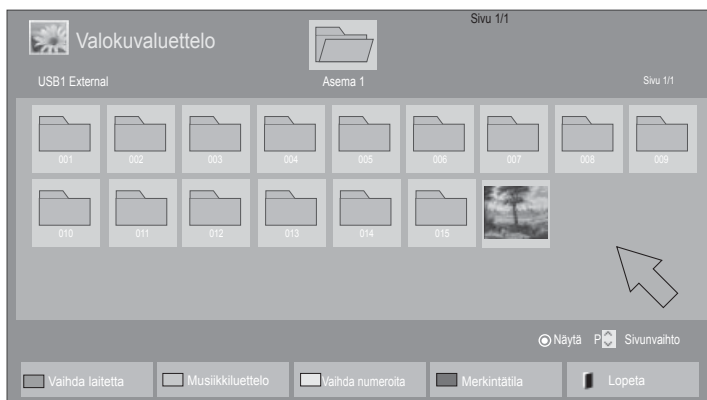 Sivu 1/1
Valokuvaluettelo
USB1 External Asema 1 Sivu 1/1
001 002 003 004 005 006 007 008 009
010 011 012 013 014 015
Näytä P Sivunvaihto
Vaihda laitetta Musiikkiluettelo Vaihda numeroita Merkintätila Lopeta